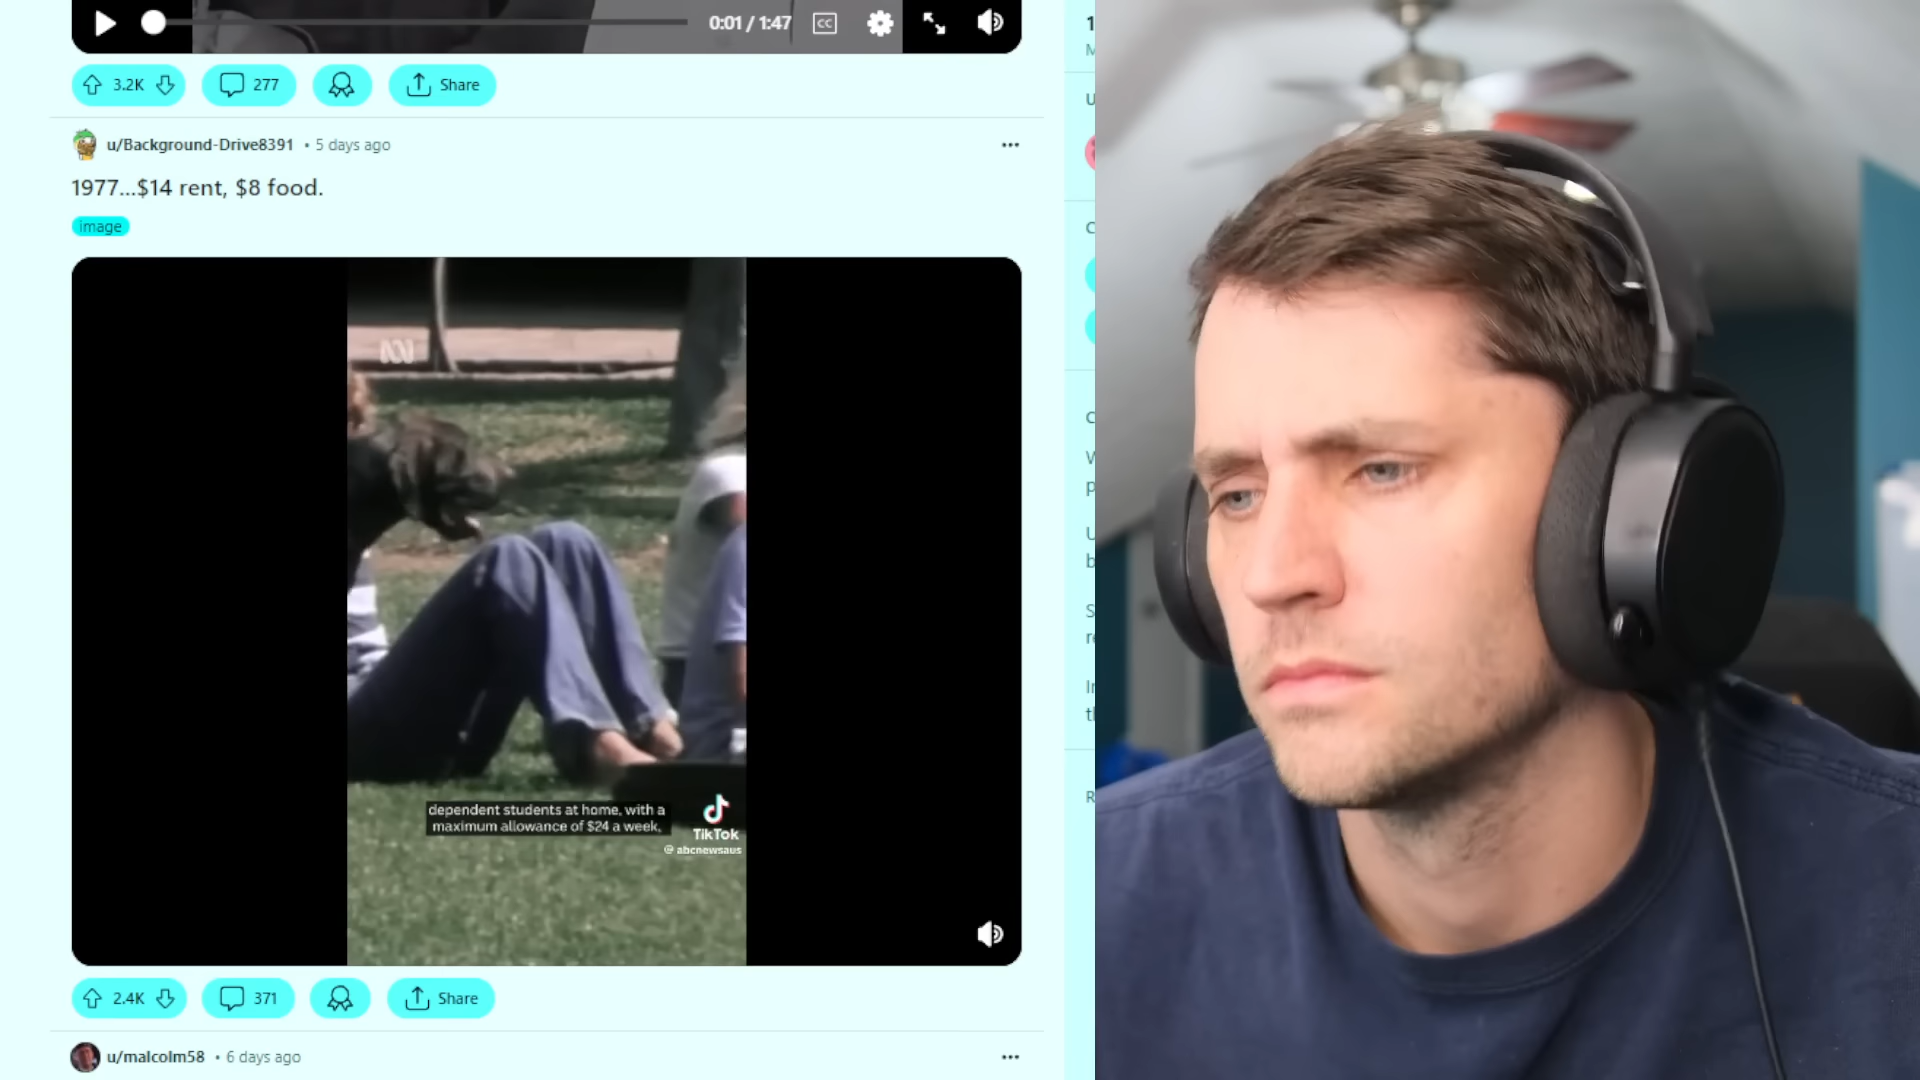 0:01 / 1:47
CC
3.2K
277
Share
u/Background-Drive8391 • 5 days ago
1977...$14 rent, $8 food.
image
dependent students at home, with a
maximum allowance of $24 a week,
TikTok
@ abcnewsaus
2.4K
371
Share
u/malcolm58 • 6 days ago